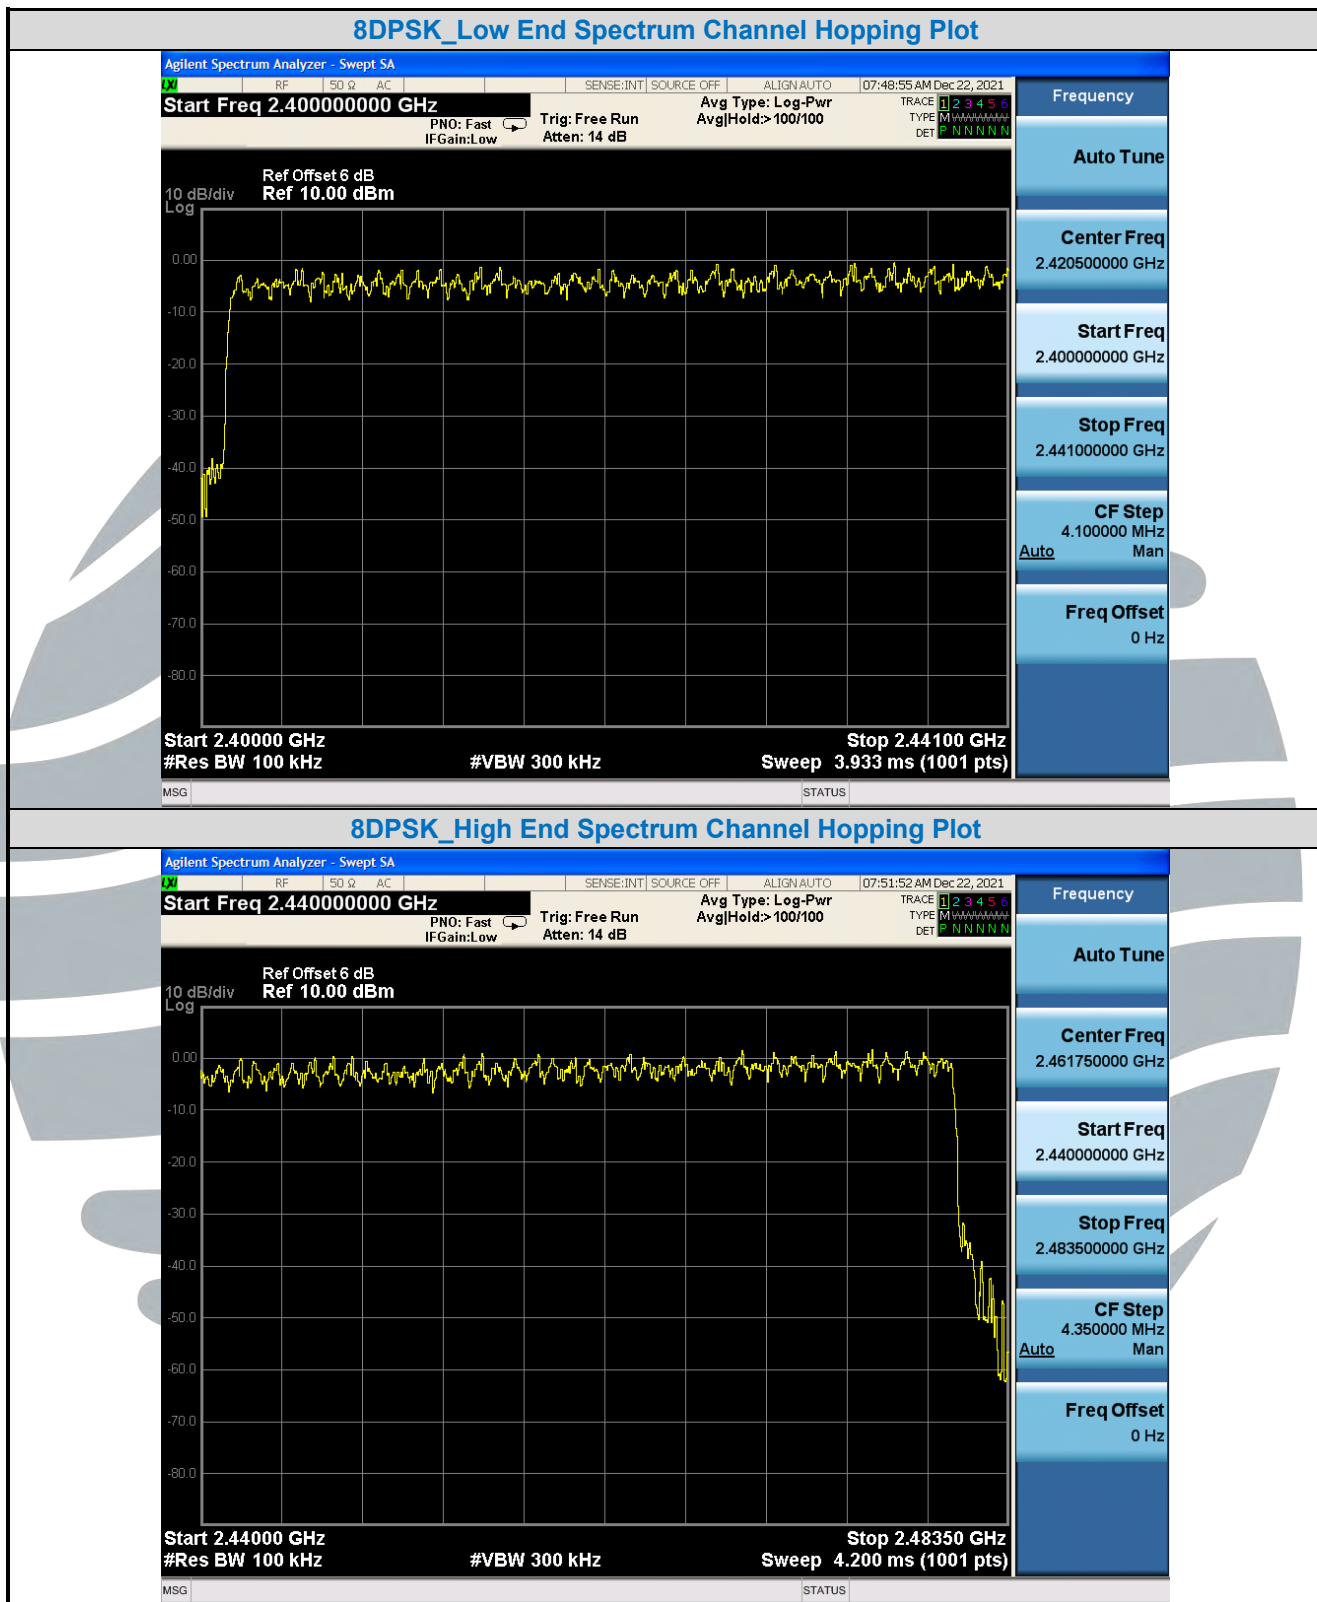 8DPSK_Low End Spectrum Channel Hopping Plot
Agilent Spectrum Analyzer - Swept SA
LXI RF 50 Ω AC SENSE:INT SOURCE OFF ALIGN AUTO 07:48:55 AM Dec 22, 2021
Start Freq 2.400000000 GHz Avg Type: Log-Pwr TRACE 1 2 3 4 5 6
PNO: Fast Trig: Free Run Avg|Hold:>100/100 TYPE M
IFGain:Low Atten: 14 dB DET P N N N N N
Frequency
Auto Tune
Ref Offset 6 dB
10 dB/div Ref 10.00 dBm
Log
0.00
-10.0
-20.0
-30.0
-40.0
-50.0
-60.0
-70.0
-80.0
Center Freq
2.420500000 GHz
Start Freq
2.400000000 GHz
Stop Freq
2.441000000 GHz
CF Step
4.100000 MHz
Auto Man
Freq Offset
0 Hz
Start 2.40000 GHz Stop 2.44100 GHz
#Res BW 100 kHz #VBW 300 kHz Sweep 3.933 ms (1001 pts)
MSG STATUS
8DPSK_High End Spectrum Channel Hopping Plot
Agilent Spectrum Analyzer - Swept SA
LXI RF 50 Ω AC SENSE:INT SOURCE OFF ALIGN AUTO 07:51:52 AM Dec 22, 2021
Start Freq 2.440000000 GHz Avg Type: Log-Pwr TRACE 1 2 3 4 5 6
PNO: Fast Trig: Free Run Avg|Hold:>100/100 TYPE M
IFGain:Low Atten: 14 dB DET P N N N N N
Frequency
Auto Tune
Ref Offset 6 dB
10 dB/div Ref 10.00 dBm
Log
0.00
-10.0
-20.0
-30.0
-40.0
-50.0
-60.0
-70.0
-80.0
Center Freq
2.461750000 GHz
Start Freq
2.440000000 GHz
Stop Freq
2.483500000 GHz
CF Step
4.350000 MHz
Auto Man
Freq Offset
0 Hz
Start 2.44000 GHz Stop 2.48350 GHz
#Res BW 100 kHz #VBW 300 kHz Sweep 4.200 ms (1001 pts)
MSG STATUS